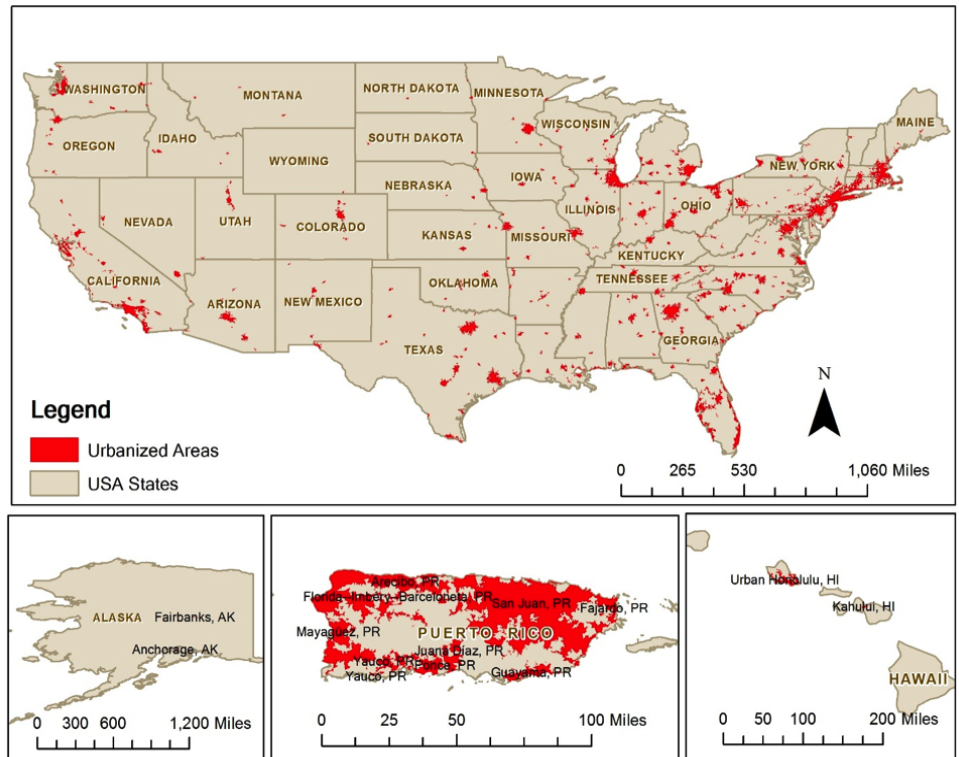 WASHINGTON
MONTANA
NORTH DAKOTA
MINNESOTA
MAINE
OREGON
IDAHO
SOUTH DAKOTA
WISCONSIN
WYOMING
NEW YORK
NEBRASKA
IOWA
NEVADA
UTAH
COLORADO
KANSAS
ILLINOIS
OHIO
MISSOURI
KENTUCKY
CALIFORNIA
TENNESSEE
OKLAHOMA
ARIZONA
NEW MEXICO
GEORGIA
TEXAS
N
Legend
Urbanized Areas
USA States
0 265 530 1,060 Miles
ALASKA
Fairbanks, AK
Anchorage, AK
0 300 600 1,200 Miles
Arecibo, PR
Florida--Imbéry--Barceloneta, PR
San Juan, PR
Fajardo, PR
Mayagüez, PR
PUERTO RICO
Juana Díaz, PR
Yauco, PR
Ponce, PR
Yauco, PR
Guayama, PR
0 25 50 100 Miles
Urban Honolulu, HI
Kahului, HI
HAWAII
0 50 100 200 Miles